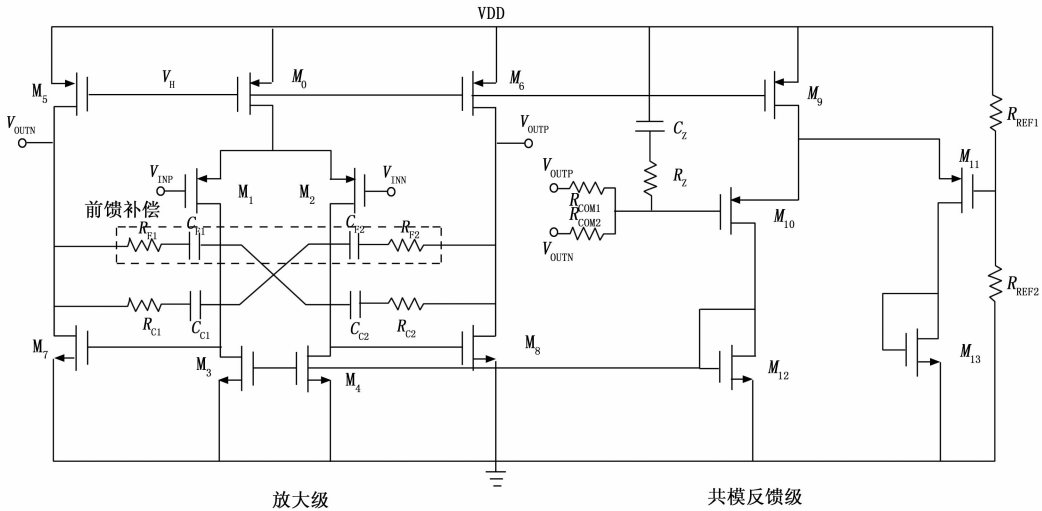 VDD
M5
VH
M0
M6
M9
VOUTN
VOUTP
CZ
RREF1
VINP
M1
M2
VINN
RZ
M11
VOUTP
RCOM1
RCOM2
VOUTN
M10
前馈补偿
RF1
CF1
CF2
RF2
RC1
CC1
CC2
RC2
RREF2
M7
M3
M4
M8
M12
M13
放大级
共模反馈级